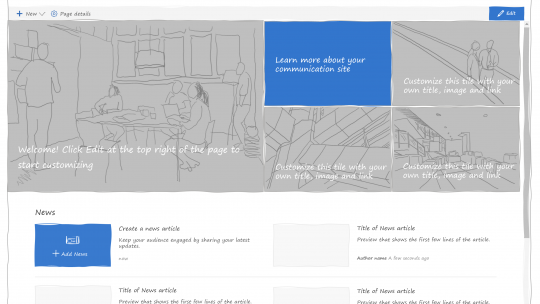 New
Page details
Edit
Welcome! Click Edit at the top right of the page to
start customizing
Learn more about your
communication site
Customize this tile with your
own title, image and link
Customize this tile with your
own title, image and link
Customize this tile with your
own title, image and link
News
Add News
Create a news article
Keep your audience engaged by sharing your latest
updates.
now
Title of News article
Preview that shows the first few lines of the article.
Author name A few seconds ago
Title of News article
Preview that shows the first few lines of the article.
Title of News article
Preview that shows the first few lines of the article.